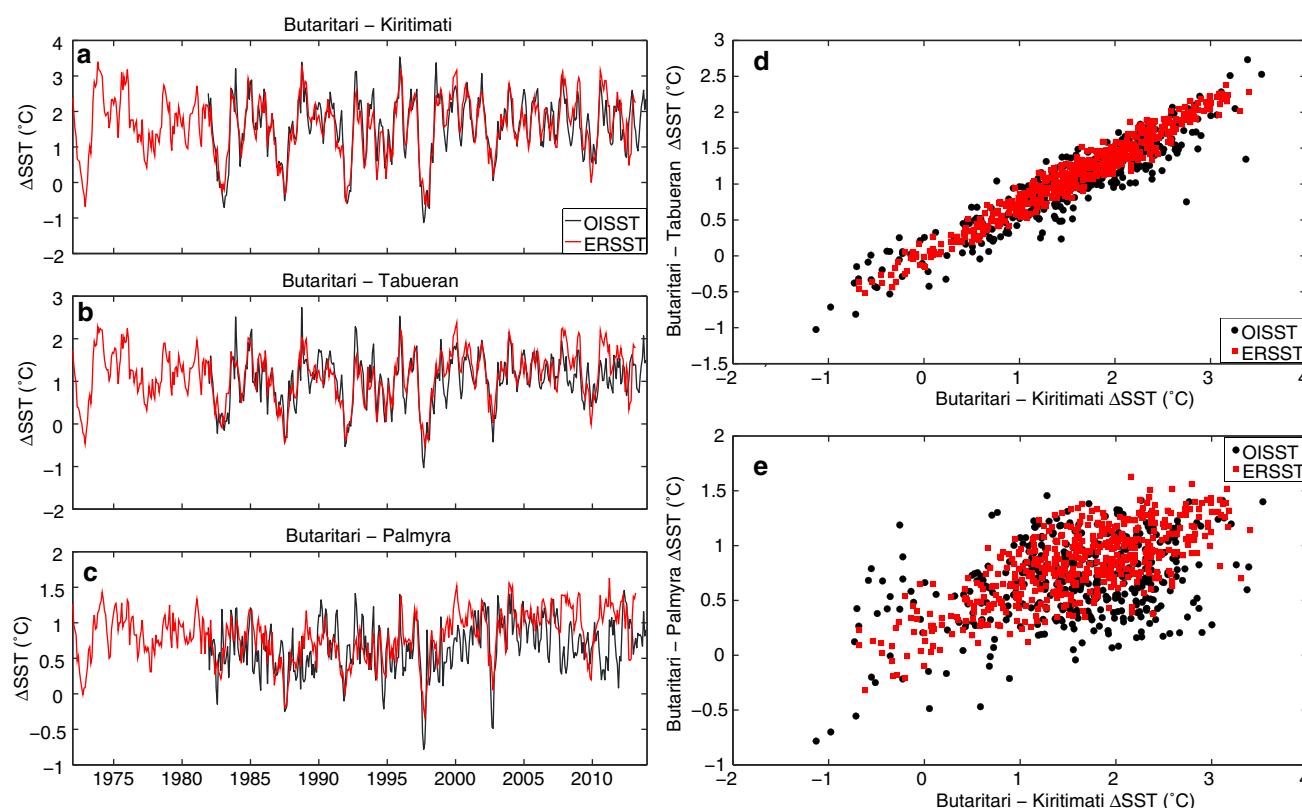 Butaritari – Kiritimati
a
4
3
2
1
0
−1
−2
ΔSST (˚C)
OISST
ERSST
Butaritari – Tabueran
b
3
2
1
0
−1
−2
ΔSST (˚C)
Butaritari – Palmyra
c
2
1.5
1
0.5
0
−0.5
−1
ΔSST (˚C)
1975 1980 1985 1990 1995 2000 2005 2010
d
3
2.5
2
1.5
1
0.5
0
−0.5
−1
−1.5
Butaritari – Tabueran ΔSST (˚C)
OISST
ERSST
−2 −1 0 1 2 3 4
Butaritari – Kiritimati ΔSST (˚C)
e
2
1.5
1
0.5
0
−0.5
−1
Butaritari – Palmyra ΔSST (˚C)
OISST
ERSST
−2 −1 0 1 2 3 4
Butaritari – Kiritimati ΔSST (˚C)